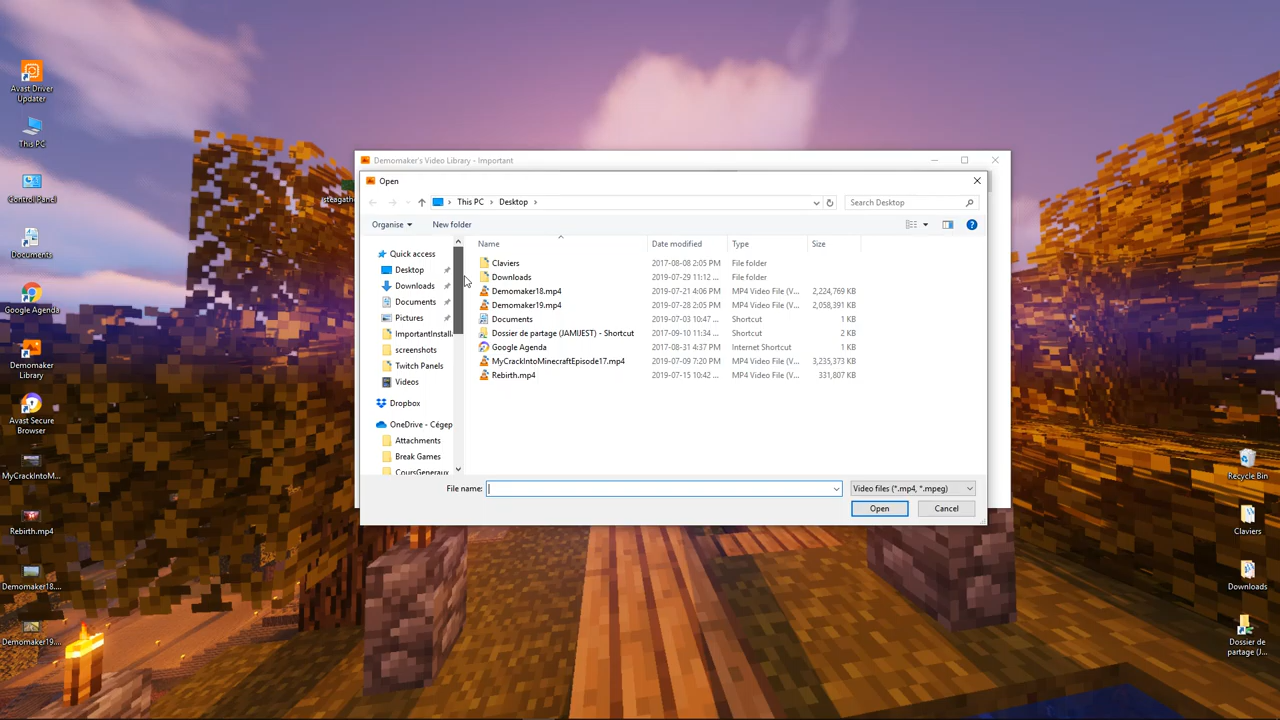 Avast Driver
Updater
This PC
Control Panel
Documents
Google Agenda
Demomaker
Library
Avast Secure
Browser
MyCrackIntoM...
Rebirth.mp4
Demomaker18....
Demomaker19....
steagathe
Demomaker's Video Library - Important
Open
This PC
Desktop
Search Desktop
Organise
New folder
Quick access
Desktop
Downloads
Documents
Pictures
ImportantInstall
screenshots
Twitch Panels
Videos
Dropbox
OneDrive - Cégep
Attachments
Break Games
CoursGeneraux
Name Date modified Type Size
Claviers 2017-08-08 2:05 PM File folder
Downloads 2019-07-29 11:12 ... File folder
Demomaker18.mp4 2019-07-21 4:06 PM MP4 Video File (V... 2,224,769 KB
Demomaker19.mp4 2019-07-28 2:05 PM MP4 Video File (V... 2,058,391 KB
Documents 2019-07-03 10:47 ... Shortcut 1 KB
Dossier de partage (JAMIJEST) - Shortcut 2017-09-10 11:34 ... Shortcut 2 KB
Google Agenda 2017-08-31 4:37 PM Internet Shortcut 1 KB
MyCrackIntoMinecraftEpisode17.mp4 2019-07-09 7:20 PM MP4 Video File (V... 3,235,373 KB
Rebirth.mp4 2019-07-15 10:42 ... MP4 Video File (V... 331,807 KB
File name:
Video files (*.mp4, *.mpeg)
Open
Cancel
Recycle Bin
Claviers
Downloads
Dossier de
partage (J...